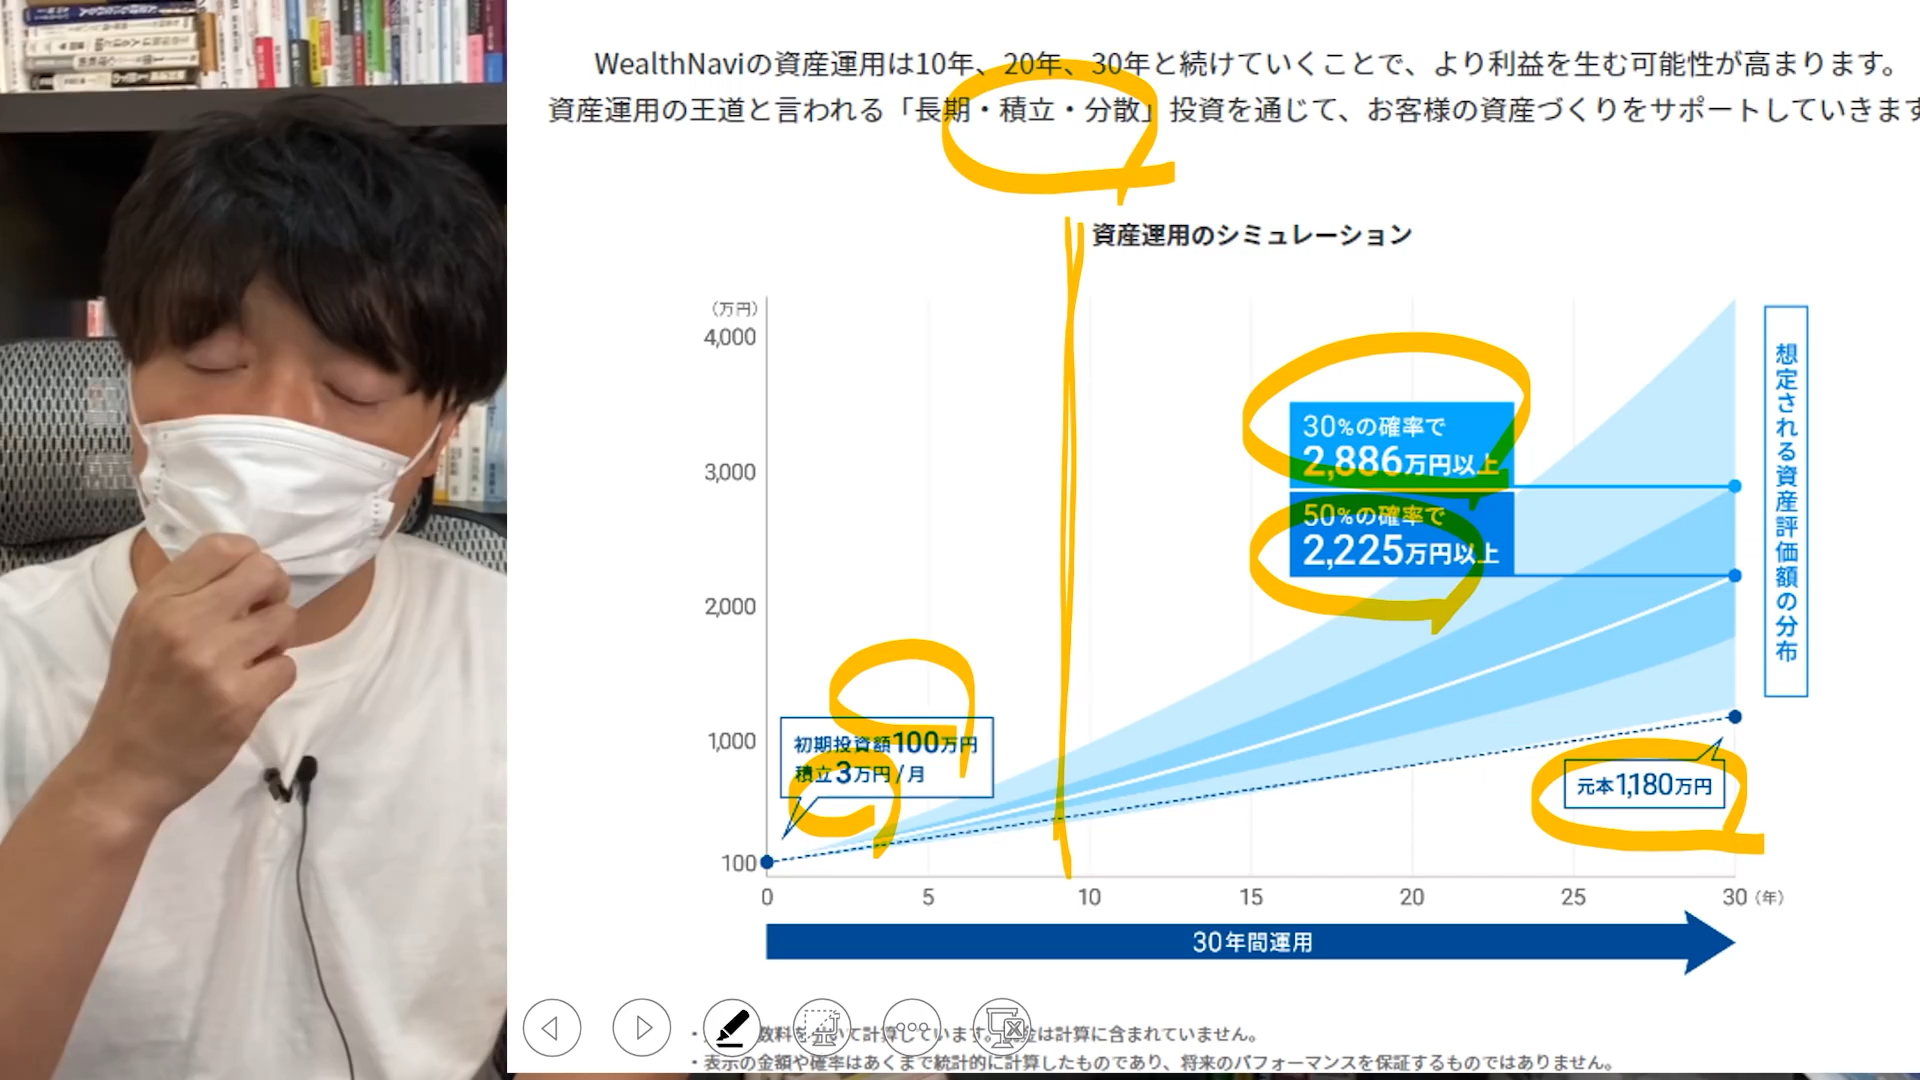 WealthNaviの資産運用は10年、20年、30年と続けていくことで、より利益を生む可能性が高まります。
資産運用の王道と言われる「長期・積立・分散」投資を通じて、お客様の資産づくりをサポートしていきます
資産運用のシミュレーション
(万円)
4,000
3,000
2,000
1,000
100
30%の確率で
2,886万円以上
50%の確率で
2,225万円以上
初期投資額100万円
積立3万円/月
元本1,180万円
想定される資産評価額の分布
0 5 10 15 20 25 30(年)
30年間運用
・ 数料を いて計算しています。 金は計算に含まれていません。
・表示の金額や確率はあくまで統計的に計算したものであり、将来のパフォーマンスを保証するものではありません。